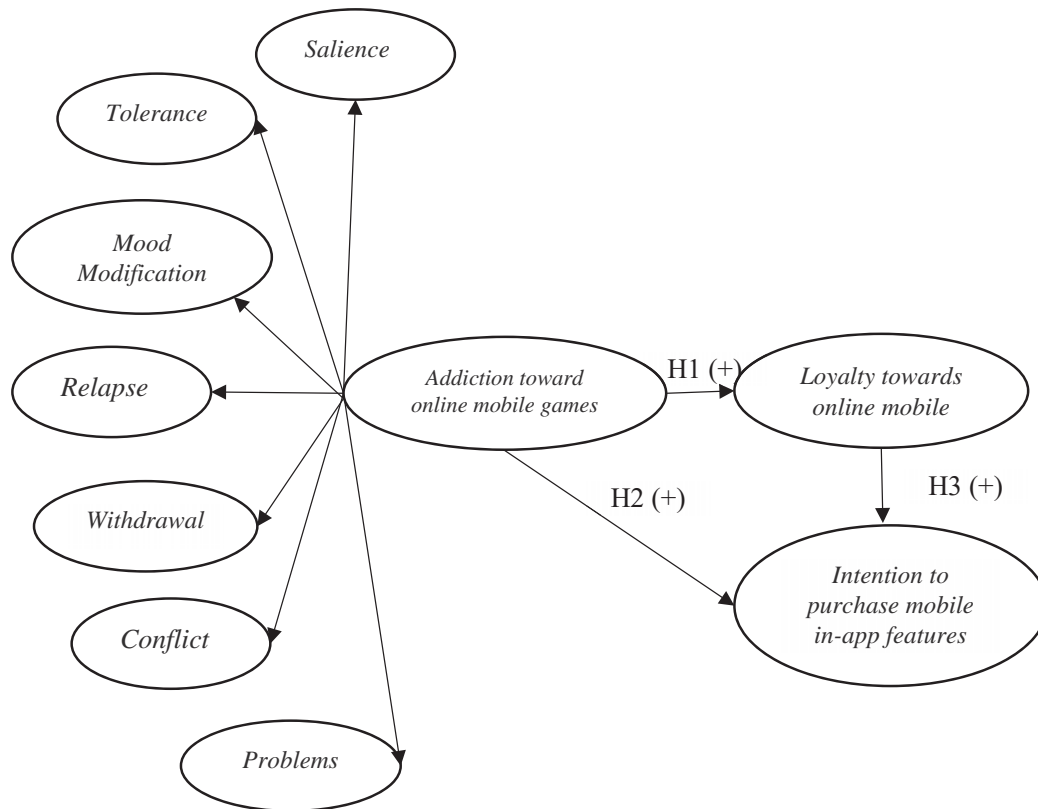 Salience
Tolerance
Mood
Modification
Relapse
Addiction toward
online mobile games
H1 (+)
Loyalty towards
online mobile
Withdrawal
H2 (+)
H3 (+)
Intention to
purchase mobile
in-app features
Conflict
Problems